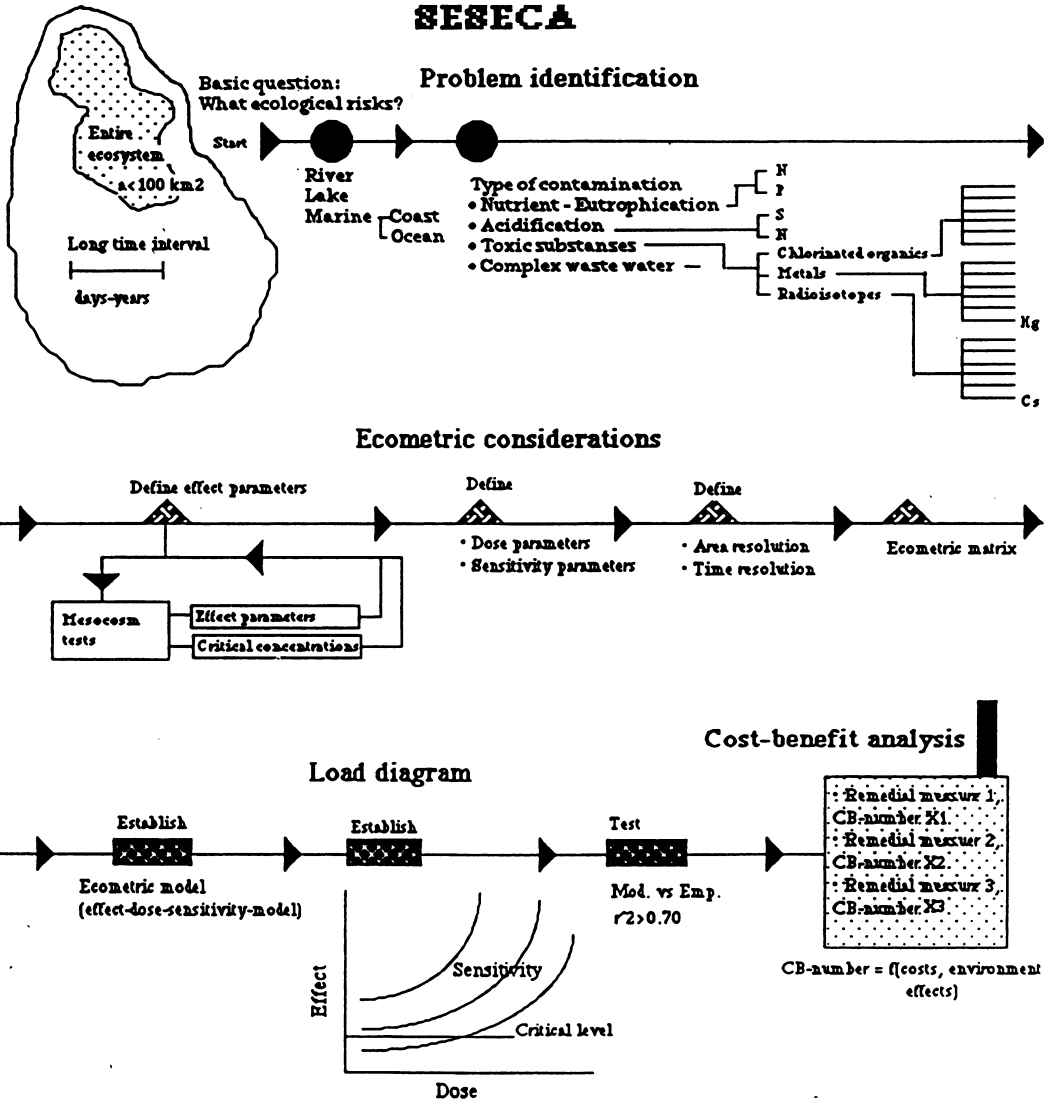 SESECA
Problem identification
Basic question:
What ecological risks?
Entire
ecosystem
a<100 km2
Long time interval
days-years
Start
River
Lake
Marine
Coast
Ocean
Type of contamination
• Nutrient - Eutrophication
• Acidification
• Toxic substanses
• Complex waste water
N
P
S
N
Chlorinated organics
Metals
Radioisotopes
Hg
Cs
Ecometric considerations
Define effect parameters
Mesocosm
tests
Effect parameters
Critical concentrations
Define
• Dose parameters
• Sensitivity parameters
Define
• Area resolution
• Time resolution
Ecometric matrix
Load diagram
Establish
Ecometric model
(effect-dose-sensitivity-model)
Establish
Effect
Sensitivity
Critical level
Dose
Test
Mod. vs Emp.
r2>0.70
Cost-benefit analysis
: Remedial measure 1,
CB-number X1.
: Remedial measure 2,
CB-number X2.
: Remedial measure 3,
CB-number X3
CB-number = f(costs, environment
effects)